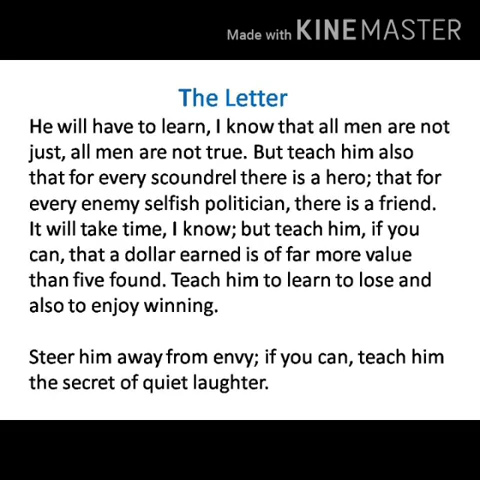 Made with KINEMASTER
The Letter
He will have to learn, I know that all men are not
just, all men are not true. But teach him also
that for every scoundrel there is a hero; that for
every enemy selfish politician, there is a friend.
It will take time, I know; but teach him, if you
can, that a dollar earned is of far more value
than five found. Teach him to learn to lose and
also to enjoy winning.
Steer him away from envy; if you can, teach him
the secret of quiet laughter.